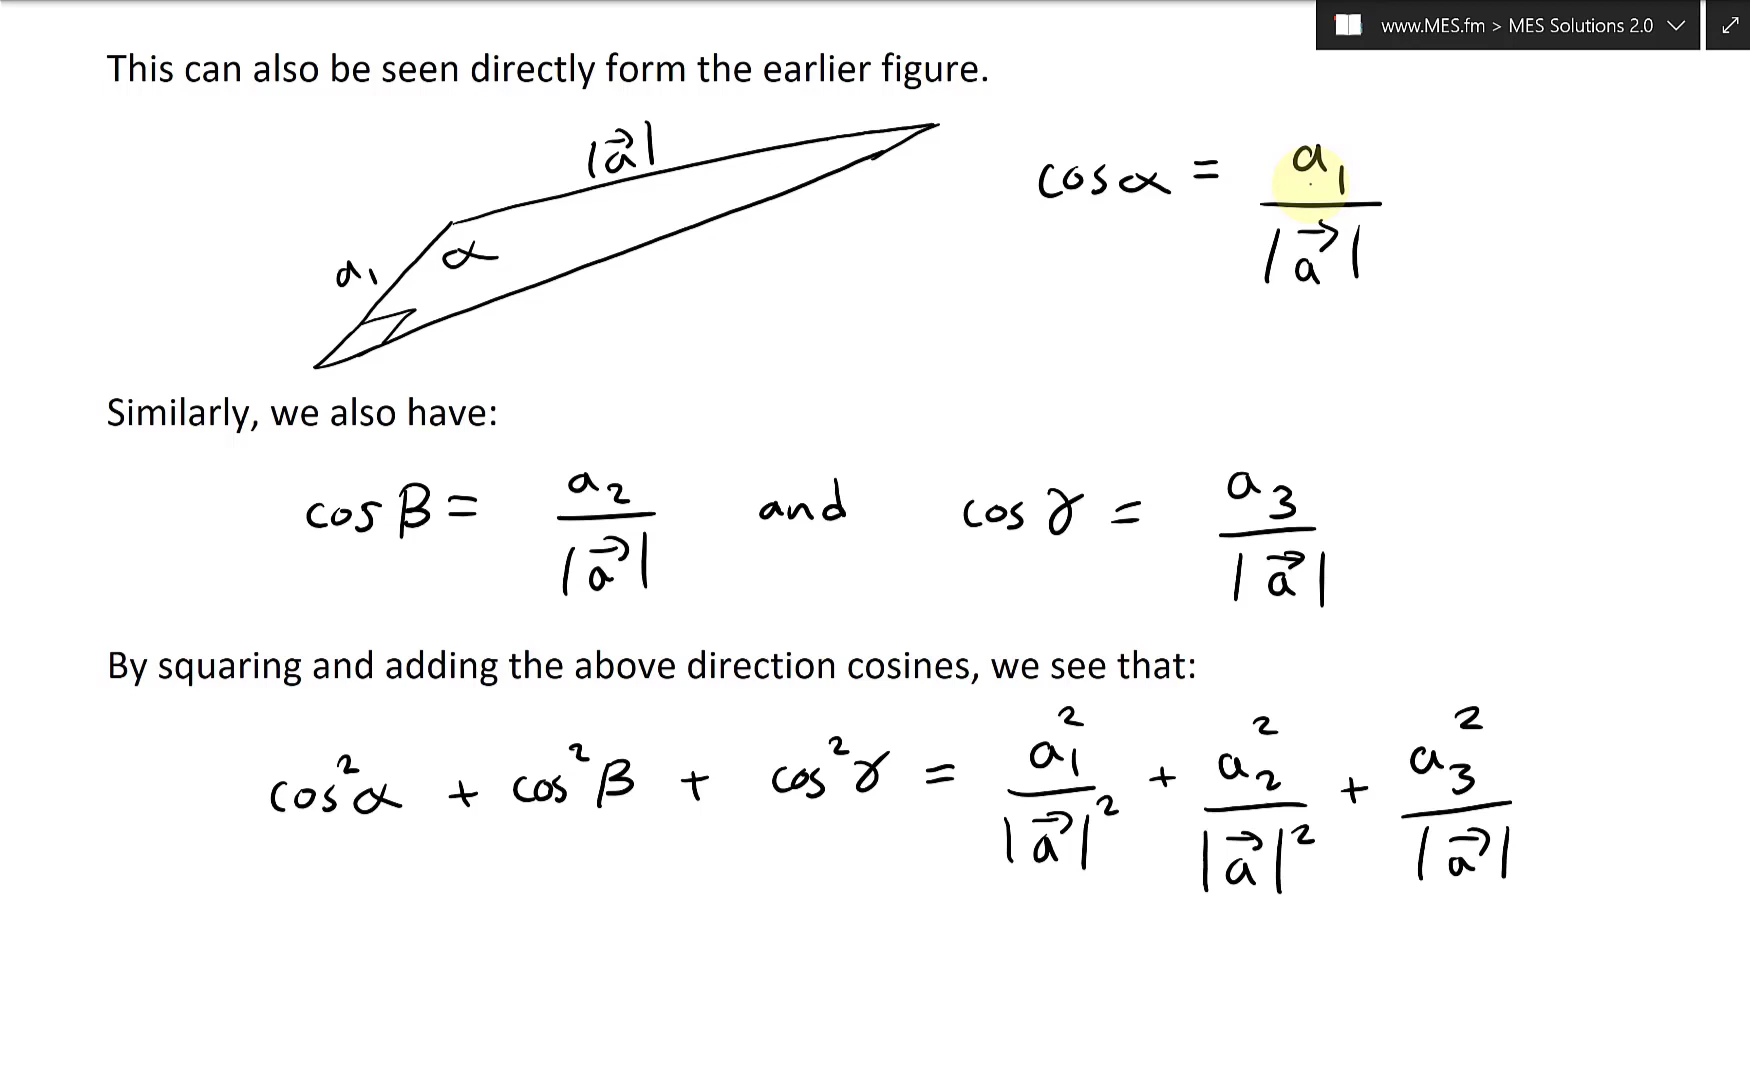 www.MES.fm > MES Solutions 2.0
This can also be seen directly form the earlier figure.
|a⃗|
cos α = a₁ / |a⃗|
α
a₁
Similarly, we also have:
cos β = a₂ / |a⃗| and cos γ = a₃ / |a⃗|
By squaring and adding the above direction cosines, we see that:
cos²α + cos²β + cos²γ = a₁² / |a⃗|² + a₂² / |a⃗|² + a₃² / |a⃗|